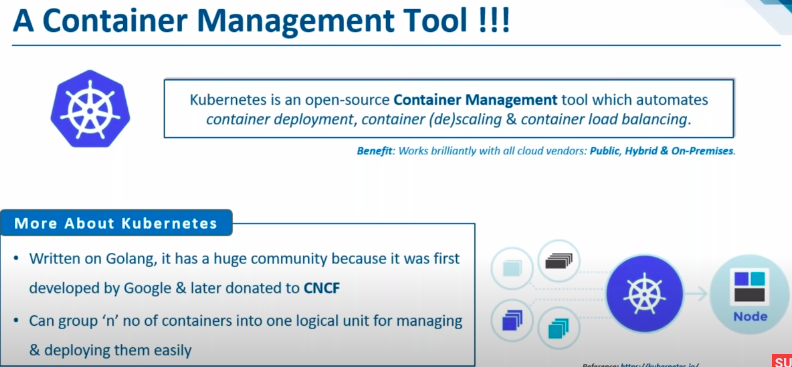 A Container Management Tool !!!
Kubernetes is an open-source Container Management tool which automates
container deployment, container (de)scaling & container load balancing.
Benefit: Works brilliantly with all cloud vendors: Public, Hybrid & On-Premises.
More About Kubernetes
• Written on Golang, it has a huge community because it was first
developed by Google & later donated to CNCF
• Can group ‘n’ no of containers into one logical unit for managing
& deploying them easily
Node
Reference: https://kubernetes.io/
SU